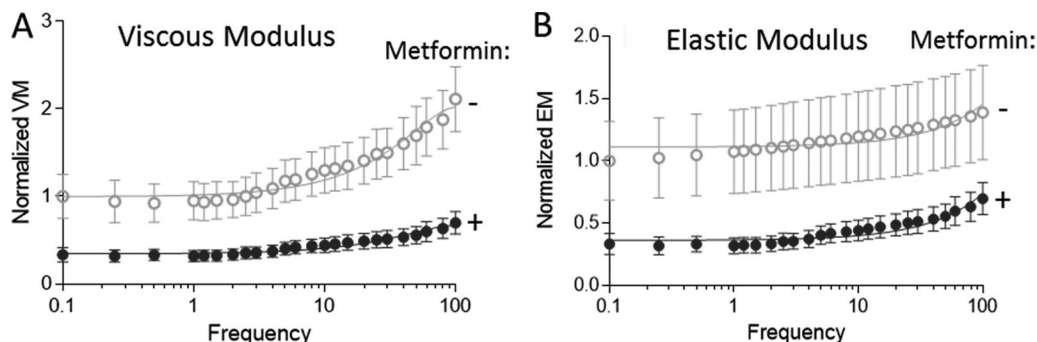 A
Viscous Modulus
Metformin:
Normalized VM
3
2
1
0
-
+
0.1
1
10
100
Frequency
B
Elastic Modulus
Metformin:
Normalized EM
2.0
1.5
1.0
0.5
0.0
-
+
0.1
1
10
100
Frequency